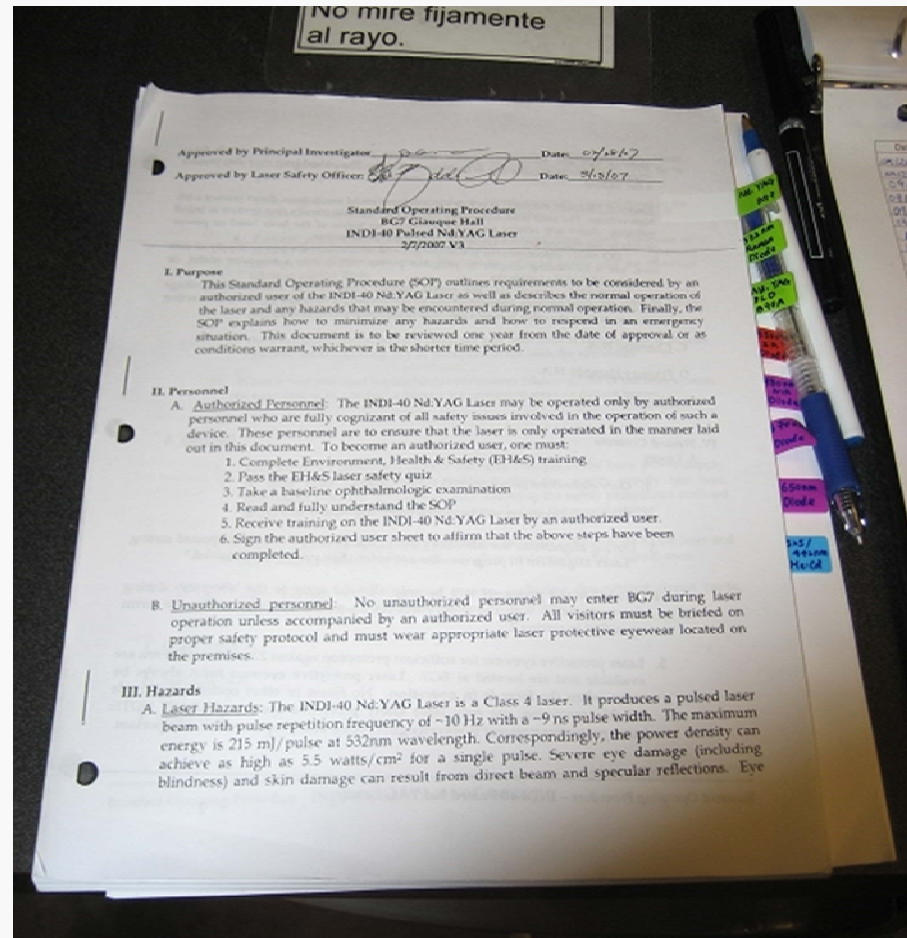 No mire fijamente
al rayo.
Approved by Principal Investigator
Date:
Approved by Laser Safety Officer:
Date: 3/5/07
Standard Operating Procedure
BG7 Giauque Hall
INDI-40 Pulsed Nd:YAG Laser
2/7/2007 V3
I. Purpose
This Standard Operating Procedure (SOP) outlines requirements to be considered by an
authorized user of the INDI-40 Nd:YAG Laser as well as describes the normal operation of
the laser and any hazards that may be encountered during normal operation. Finally, the
SOP explains how to minimize any hazards and how to respond in an emergency
situation. This document is to be reviewed one year from the date of approval or as
conditions warrant, whichever is the shorter time period.
II. Personnel
A. Authorized Personnel: The INDI-40 Nd:YAG Laser may be operated only by authorized
personnel who are fully cognizant of all safety issues involved in the operation of such a
device. These personnel are to ensure that the laser is only operated in the manner laid
out in this document. To become an authorized user, one must:
1. Complete Environment, Health & Safety (EH&S) training
2. Pass the EH&S laser safety quiz
3. Take a baseline ophthalmologic examination
4. Read and fully understand the SOP
5. Receive training on the INDI-40 Nd:YAG Laser by an authorized user.
6. Sign the authorized user sheet to affirm that the above steps have been
completed.
B. Unauthorized personnel: No unauthorized personnel may enter BG7 during laser
operation unless accompanied by an authorized user. All visitors must be briefed on
proper safety protocol and must wear appropriate laser protective eyewear located on
the premises.
III. Hazards
A. Laser Hazards: The INDI-40 Nd:YAG Laser is a Class 4 laser. It produces a pulsed laser
beam with pulse repetition frequency of ~10 Hz with a ~9 ns pulse width. The maximum
energy is 215 mJ/pulse at 532nm wavelength. Correspondingly, the power density can
achieve as high as 5.5 watts/cm² for a single pulse. Severe eye damage (including
blindness) and skin damage can result from direct beam and specular reflections. Eye
Nd:YAG
Diode
Nd:YAG
Diode
Diode
Diode
650nm
Diode
442nm
He-Cd